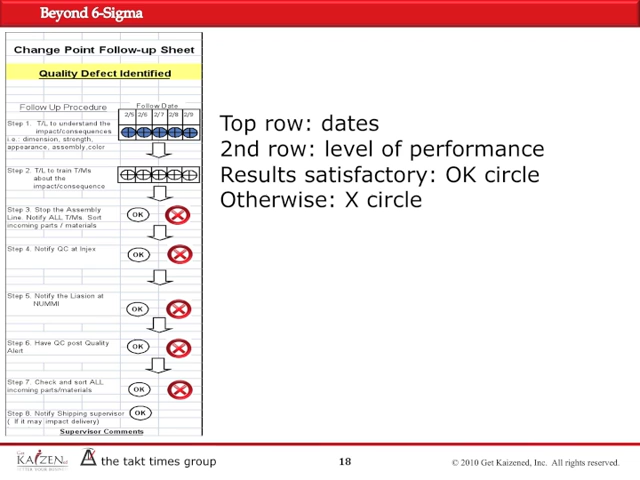 Beyond 6-Sigma
Change Point Follow-up Sheet
Quality Defect Identified
Follow Up Procedure
Follow Date
2/5 2/6 2/7 2/8 2/9
Step 1. T/L to understand the
impact/consequences
i.e.: dimension, strength,
appearance, assembly,color
Step 2. T/L to train T/Ms
about the
impact/consequence
Step 3. Stop the Assembly
Line. Notify ALL T/Ms. Sort
incoming parts / materials
OK
Step 4. Notify QC at Injex
OK
Step 5. Notify the Liasion at
NUMMI
OK
Step 6. Have QC post Quality
Alert
OK
Step 7. Check and sort ALL
incoming parts/materials
OK
Step 8. Notify Shipping supervisor
( If it may impact delivery)
OK
Supervisor Comments
Top row: dates
2nd row: level of performance
Results satisfactory: OK circle
Otherwise: X circle
Get
KAIZENed
the takt times group
18
© 2010 Get Kaizened, Inc. All rights reserved.